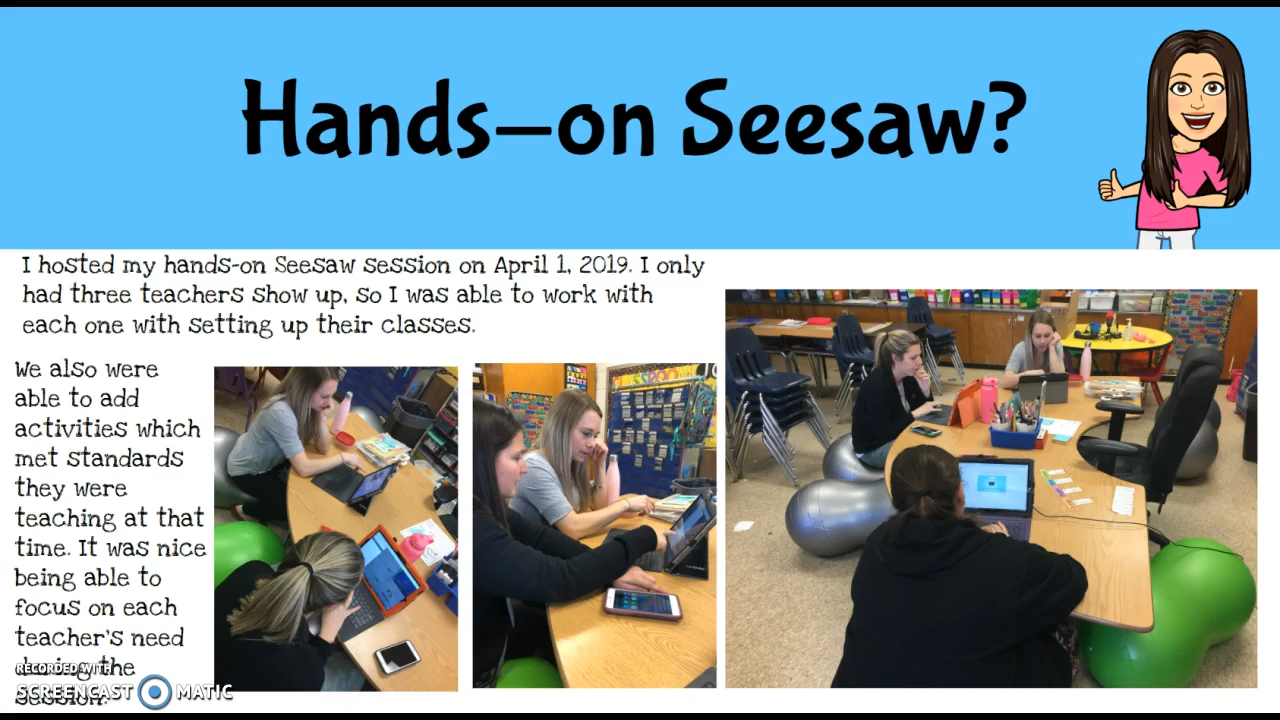 Hands-on Seesaw?
I hosted my hands-on Seesaw session on April 1, 2019. I only
had three teachers show up, so I was able to work with
each one with setting up their classes.
We also were
able to add
activities which
met standards
they were
teaching at that
time. It was nice
being able to
focus on each
teacher's need
during the
session.
RECORDED WITH
SCREENCAST MATIC